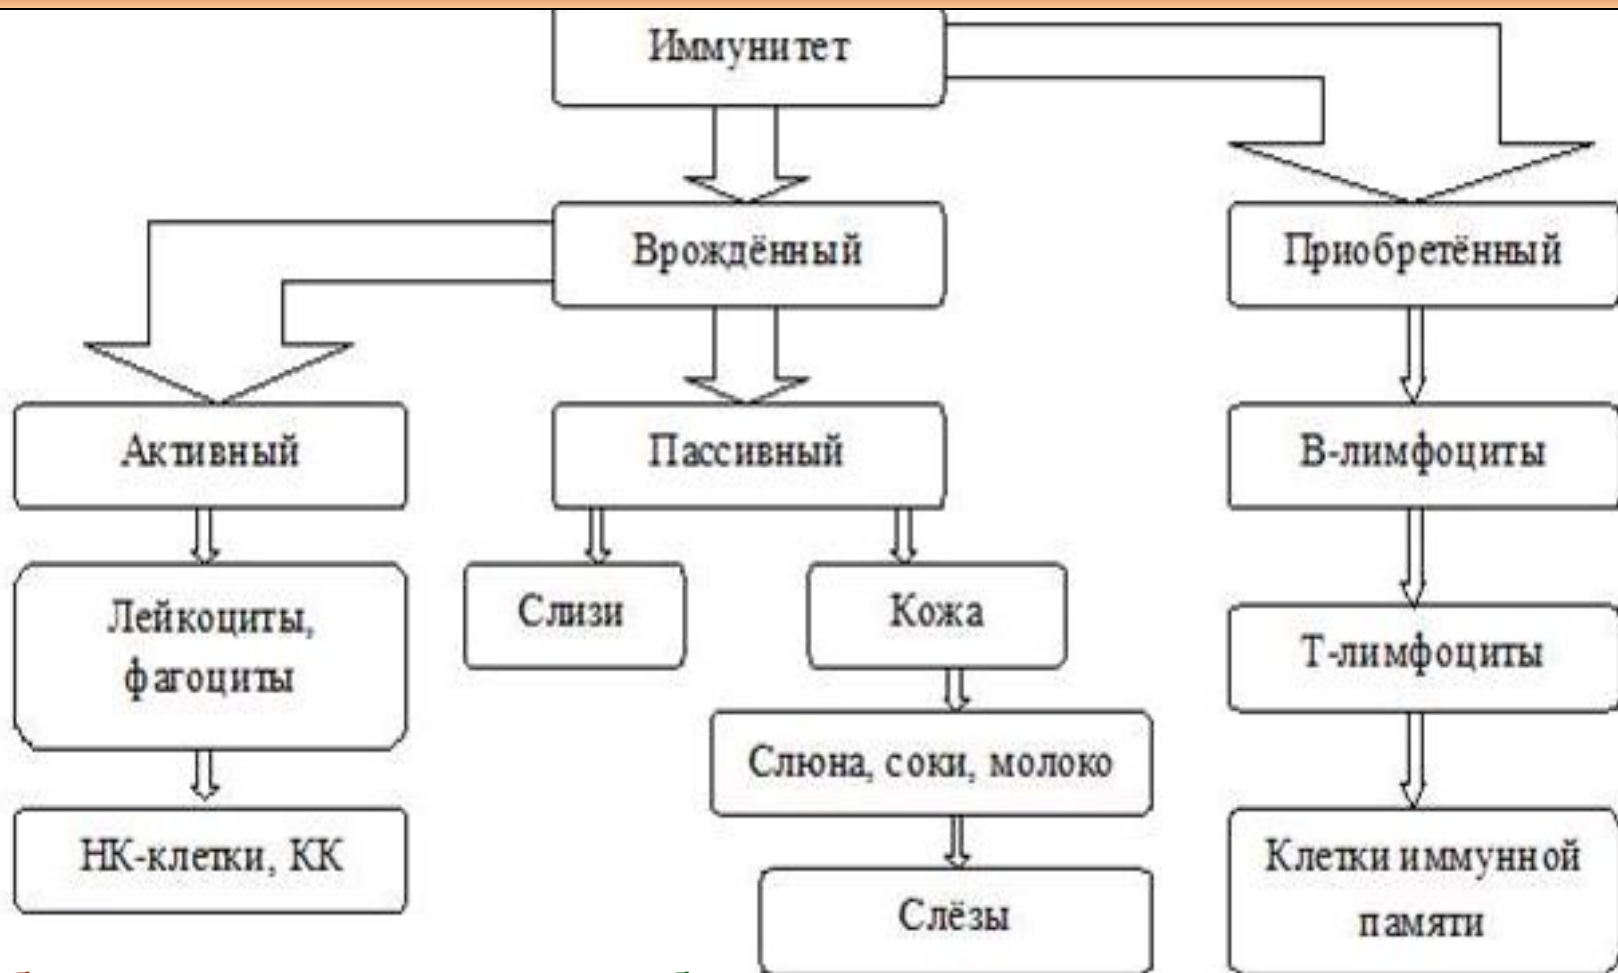 Иммунитет
Врождённый
Приобретённый
Активный
Пассивный
В-лимфоциты
Лейкоциты,
фагоциты
Слизи
Кожа
Т-лимфоциты
Слюна, соки, молоко
НК-клетки, КК
Слёзы
Клетки иммунной
памяти